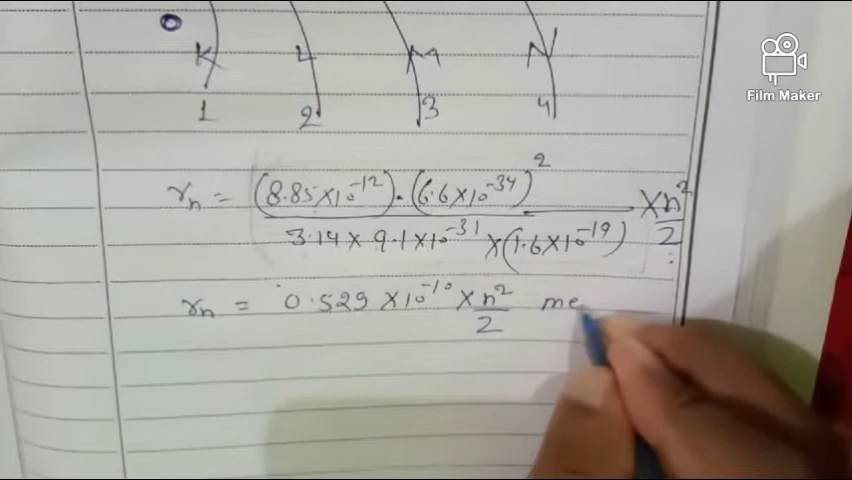 Film Maker
K L M N
1 2 3 4
rₙ = (8.85×10⁻¹²)·(6.6×10⁻³⁴)² / 3.14×9.1×10⁻³¹×(1.6×10⁻¹⁹) × n²/2
rₙ = 0.529×10⁻¹⁰ × n²/2 me